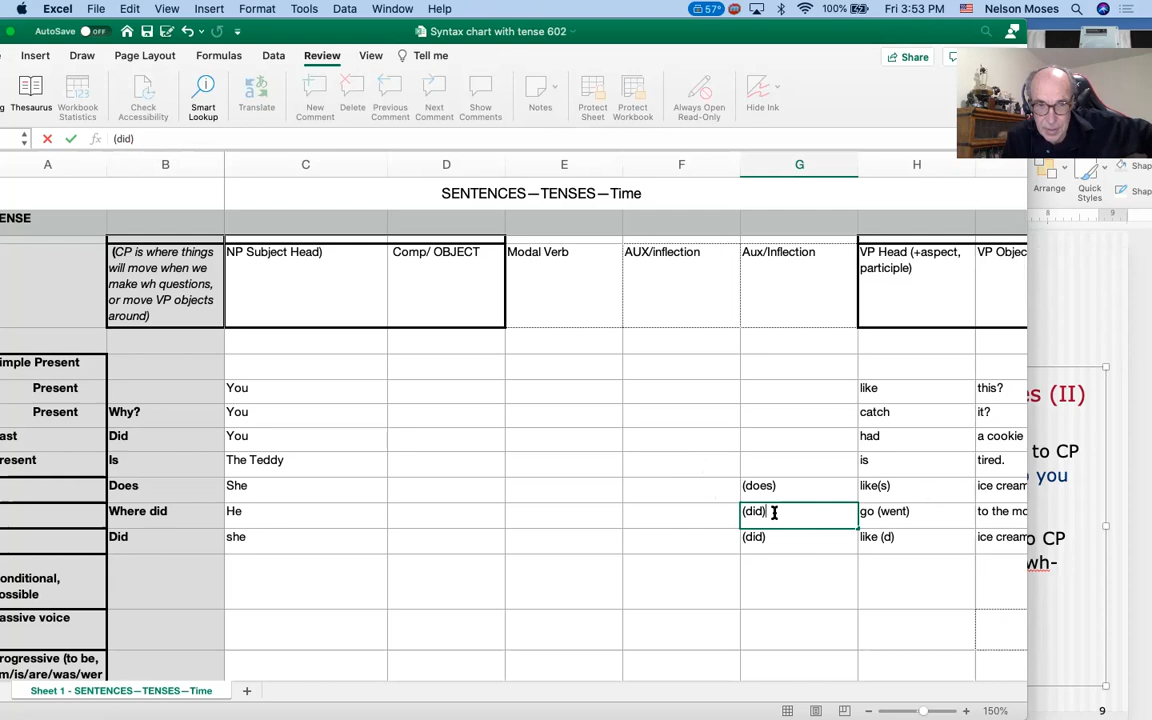 Excel File Edit View Insert Format Tools Data Window Help 57° 100% Fri 3:53 PM Nelson Moses
AutoSave OFF Syntax chart with tense 602
Insert Draw Page Layout Formulas Data Review View Tell me Share
Thesaurus Workbook Statistics Check Accessibility Smart Lookup Translate New Comment Delete Previous Comment Next Comment Show Comments Notes Protect Sheet Protect Workbook Always Open Read-Only Hide Ink
Arrange Quick Styles Shap Shap
fx (did)
8 9
A B C D E F G H
SENTENCES—TENSES—Time
ENSE
(CP is where things
will move when we
make wh questions,
or move VP objects
around)
NP Subject Head) Comp/ OBJECT Modal Verb AUX/inflection Aux/Inflection VP Head (+aspect, participle) VP Objec
imple Present
Present You like this?
Present Why? You catch it?
ast Did You had a cookie
resent Is The Teddy is tired.
Does She (does) like(s) ice cream
Where did He (did) go (went) to the mo
Did she (did) like (d) ice cream
onditional,
ossible
assive voice
rogressive (to be,
m/is/are/was/wer
es (II)
to CP
o you
o CP
wh-
Sheet 1 - SENTENCES—TENSES—Time +
150%
9